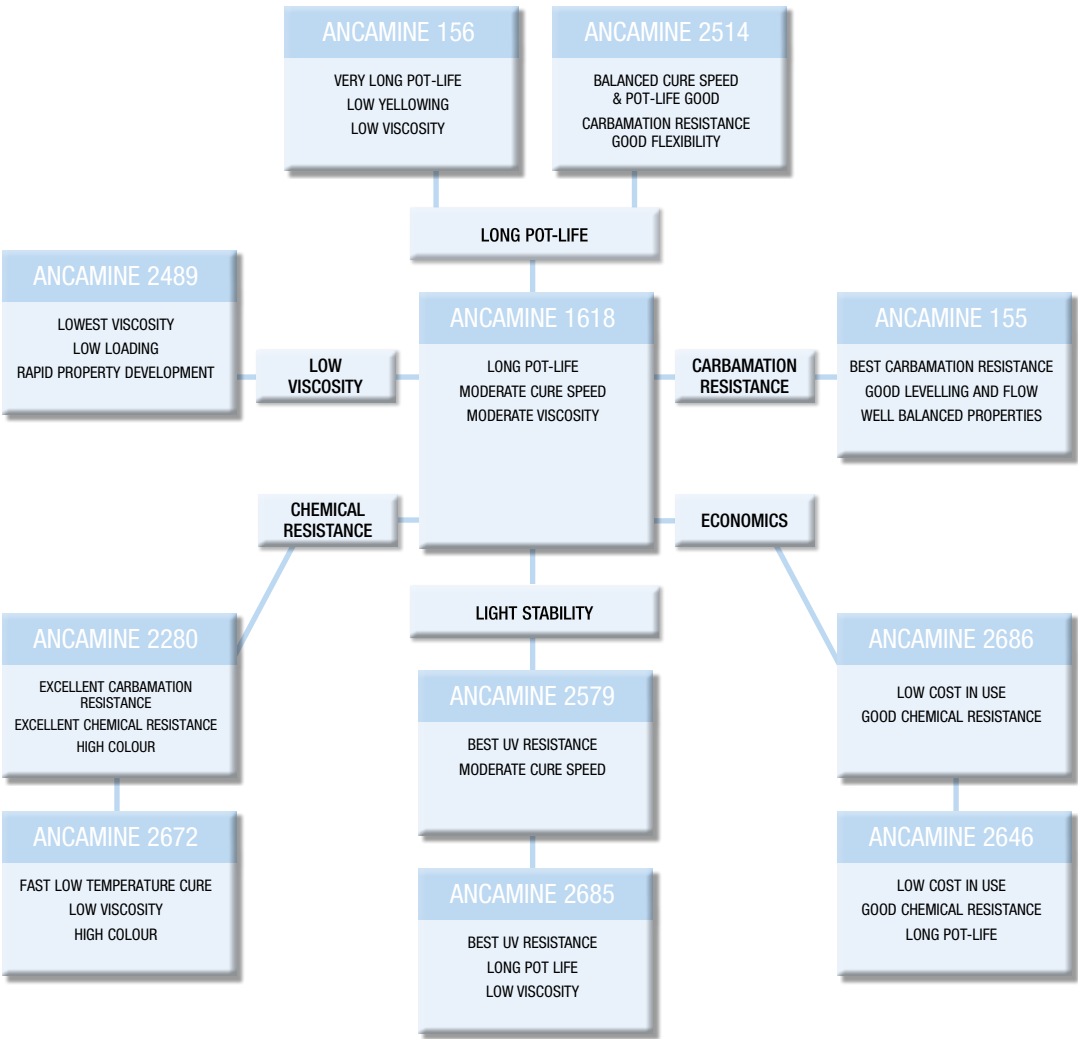 ANCAMINE 156
VERY LONG POT-LIFE
LOW YELLOWING
LOW VISCOSITY
ANCAMINE 2514
BALANCED CURE SPEED
& POT-LIFE GOOD
CARBAMATION RESISTANCE
GOOD FLEXIBILITY
LONG POT-LIFE
ANCAMINE 2489
LOWEST VISCOSITY
LOW LOADING
RAPID PROPERTY DEVELOPMENT
LOW
VISCOSITY
ANCAMINE 1618
LONG POT-LIFE
MODERATE CURE SPEED
MODERATE VISCOSITY
CARBAMATION
RESISTANCE
ANCAMINE 155
BEST CARBAMATION RESISTANCE
GOOD LEVELLING AND FLOW
WELL BALANCED PROPERTIES
CHEMICAL
RESISTANCE
ECONOMICS
LIGHT STABILITY
ANCAMINE 2280
EXCELLENT CARBAMATION
RESISTANCE
EXCELLENT CHEMICAL RESISTANCE
HIGH COLOUR
ANCAMINE 2579
BEST UV RESISTANCE
MODERATE CURE SPEED
ANCAMINE 2686
LOW COST IN USE
GOOD CHEMICAL RESISTANCE
ANCAMINE 2672
FAST LOW TEMPERATURE CURE
LOW VISCOSITY
HIGH COLOUR
ANCAMINE 2685
BEST UV RESISTANCE
LONG POT LIFE
LOW VISCOSITY
ANCAMINE 2646
LOW COST IN USE
GOOD CHEMICAL RESISTANCE
LONG POT-LIFE